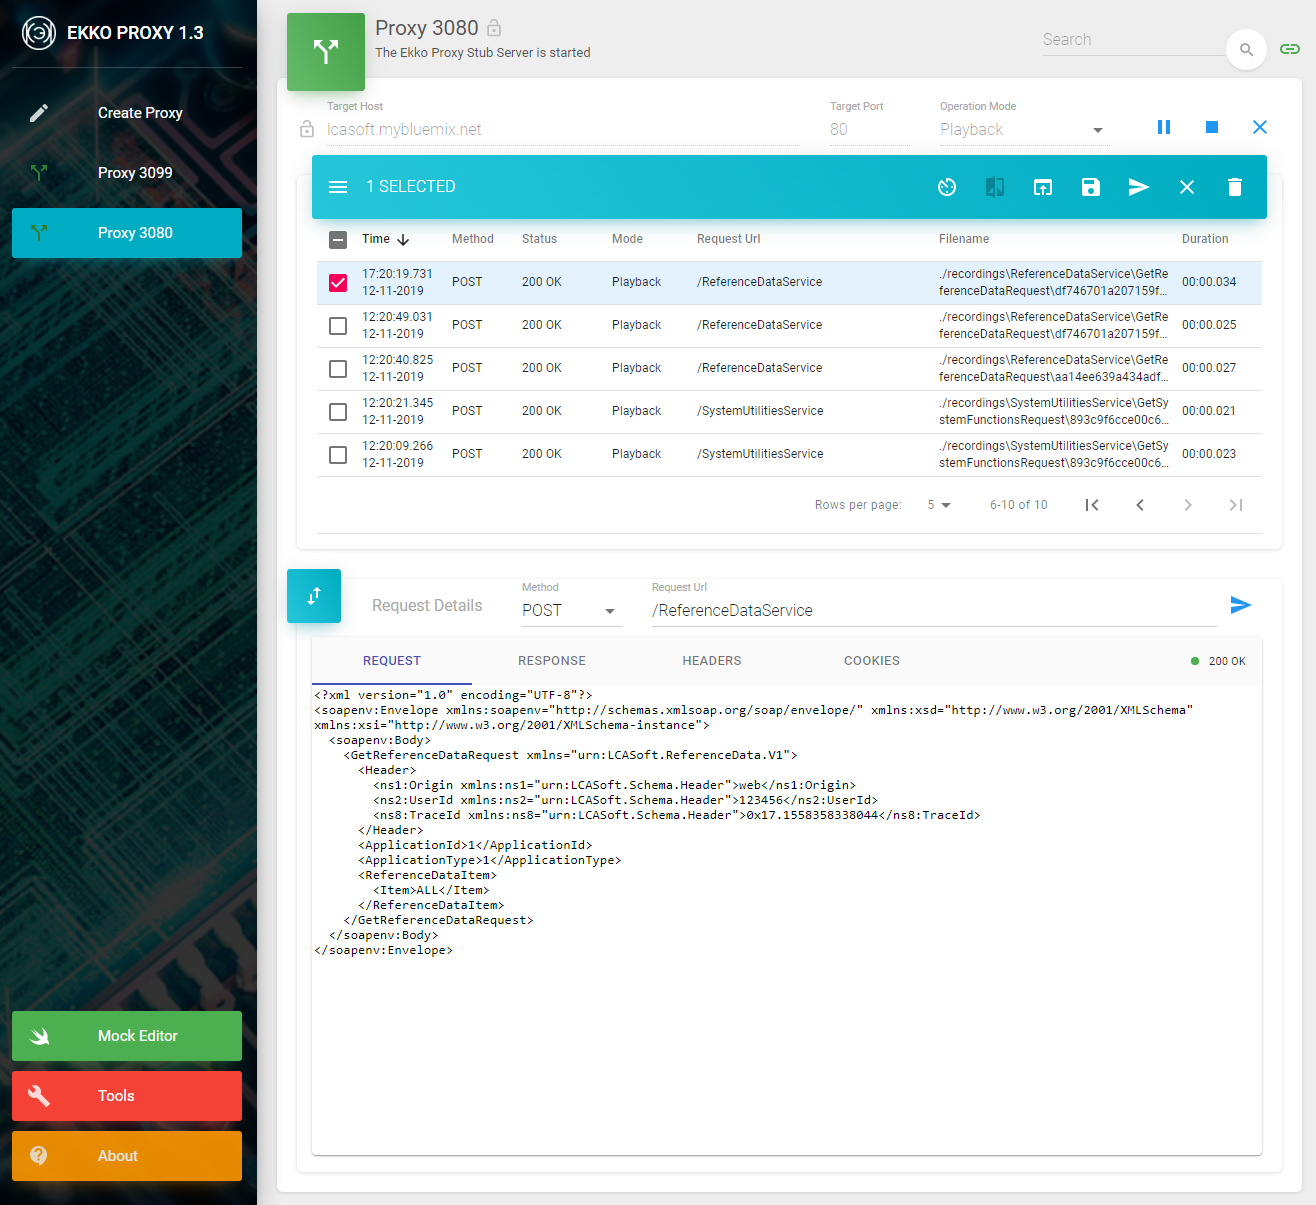 EKKO PROXY 1.3
Create Proxy
Proxy 3099
Proxy 3080
Mock Editor
Tools
About
Proxy 3080
The Ekko Proxy Stub Server is started
Search
Target Host
lcasoft.mybluemix.net
Target Port
80
Operation Mode
Playback
1 SELECTED
Time Method Status Mode Request Url Filename Duration
17:20:19.731 ./recordings\ReferenceDataService\GetRe
POST 200 OK Playback /ReferenceDataService 00:00.034
12-11-2019 ferenceDataRequest\df746701a207159f...
12:20:49.031 ./recordings\ReferenceDataService\GetRe
POST 200 OK Playback /ReferenceDataService 00:00.025
12-11-2019 ferenceDataRequest\df746701a207159f...
12:20:40.825 ./recordings\ReferenceDataService\GetRe
POST 200 OK Playback /ReferenceDataService 00:00.027
12-11-2019 ferenceDataRequest\aa14ee639a434adf...
12:20:21.345 ./recordings\SystemUtilitiesService\GetSy
POST 200 OK Playback /SystemUtilitiesService 00:00.021
12-11-2019 stemFunctionsRequest\893c9f6cce00c6...
12:20:09.266 ./recordings\SystemUtilitiesService\GetSy
POST 200 OK Playback /SystemUtilitiesService 00:00.023
12-11-2019 stemFunctionsRequest\893c9f6cce00c6...
Rows per page: 5 6-10 of 10
Request Details
Method
POST
Request Url
/ReferenceDataService
REQUEST RESPONSE HEADERS COOKIES 200 OK
<?xml version="1.0" encoding="UTF-8"?>
<soapenv:Envelope xmlns:soapenv="http://schemas.xmlsoap.org/soap/envelope/" xmlns:xsd="http://www.w3.org/2001/XMLSchema"
xmlns:xsi="http://www.w3.org/2001/XMLSchema-instance">
<soapenv:Body>
<GetReferenceDataRequest xmlns="urn:LCASoft.ReferenceData.V1">
<Header>
<ns1:Origin xmlns:ns1="urn:LCASoft.Schema.Header">web</ns1:Origin>
<ns2:UserId xmlns:ns2="urn:LCASoft.Schema.Header">123456</ns2:UserId>
<ns8:TraceId xmlns:ns8="urn:LCASoft.Schema.Header">0x17.1558358338044</ns8:TraceId>
</Header>
<ApplicationId>1</ApplicationId>
<ApplicationType>1</ApplicationType>
<ReferenceDataItem>
<Item>ALL</Item>
</ReferenceDataItem>
</GetReferenceDataRequest>
</soapenv:Body>
</soapenv:Envelope>